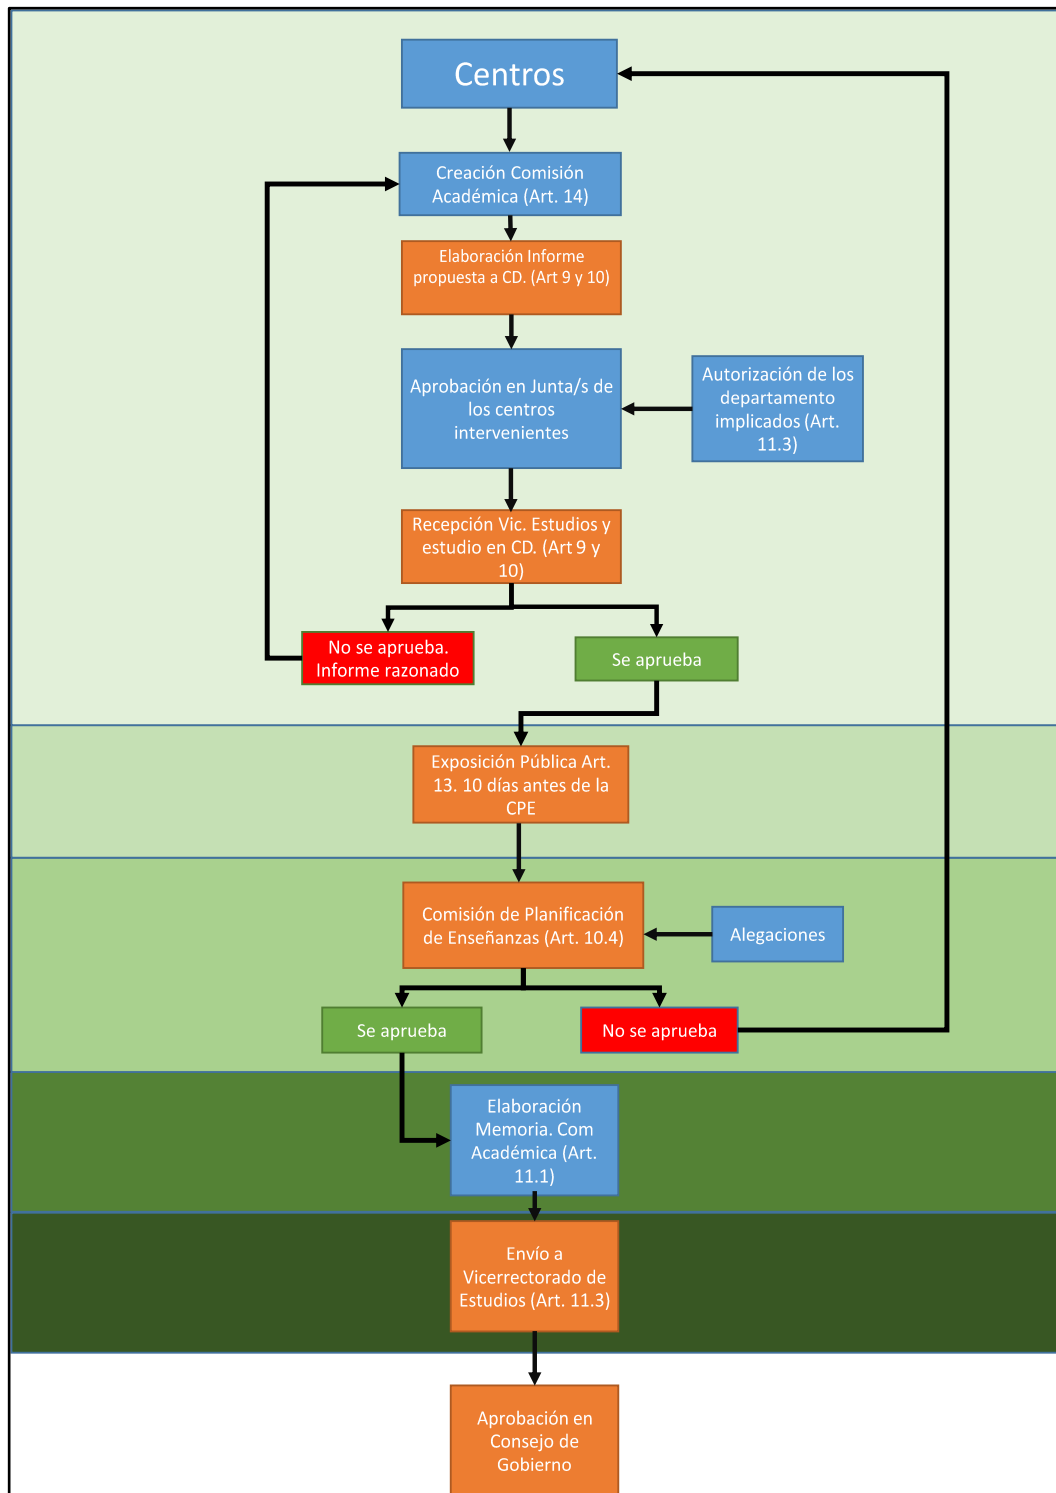 Centros
Creación Comisión
Académica (Art. 14)
Elaboración Informe
propuesta a CD. (Art 9 y 10)
Aprobación en Junta/s de
los centros
intervenientes
Autorización de los
departamento
implicados (Art.
11.3)
Recepción Vic. Estudios y
estudio en CD. (Art 9 y
10)
No se aprueba.
Informe razonado
Se aprueba
Exposición Pública Art.
13. 10 días antes de la
CPE
Comisión de Planificación
de Enseñanzas (Art. 10.4)
Alegaciones
Se aprueba
No se aprueba
Elaboración
Memoria. Com
Académica (Art.
11.1)
Envío a
Vicerrectorado de
Estudios (Art. 11.3)
Aprobación en
Consejo de
Gobierno